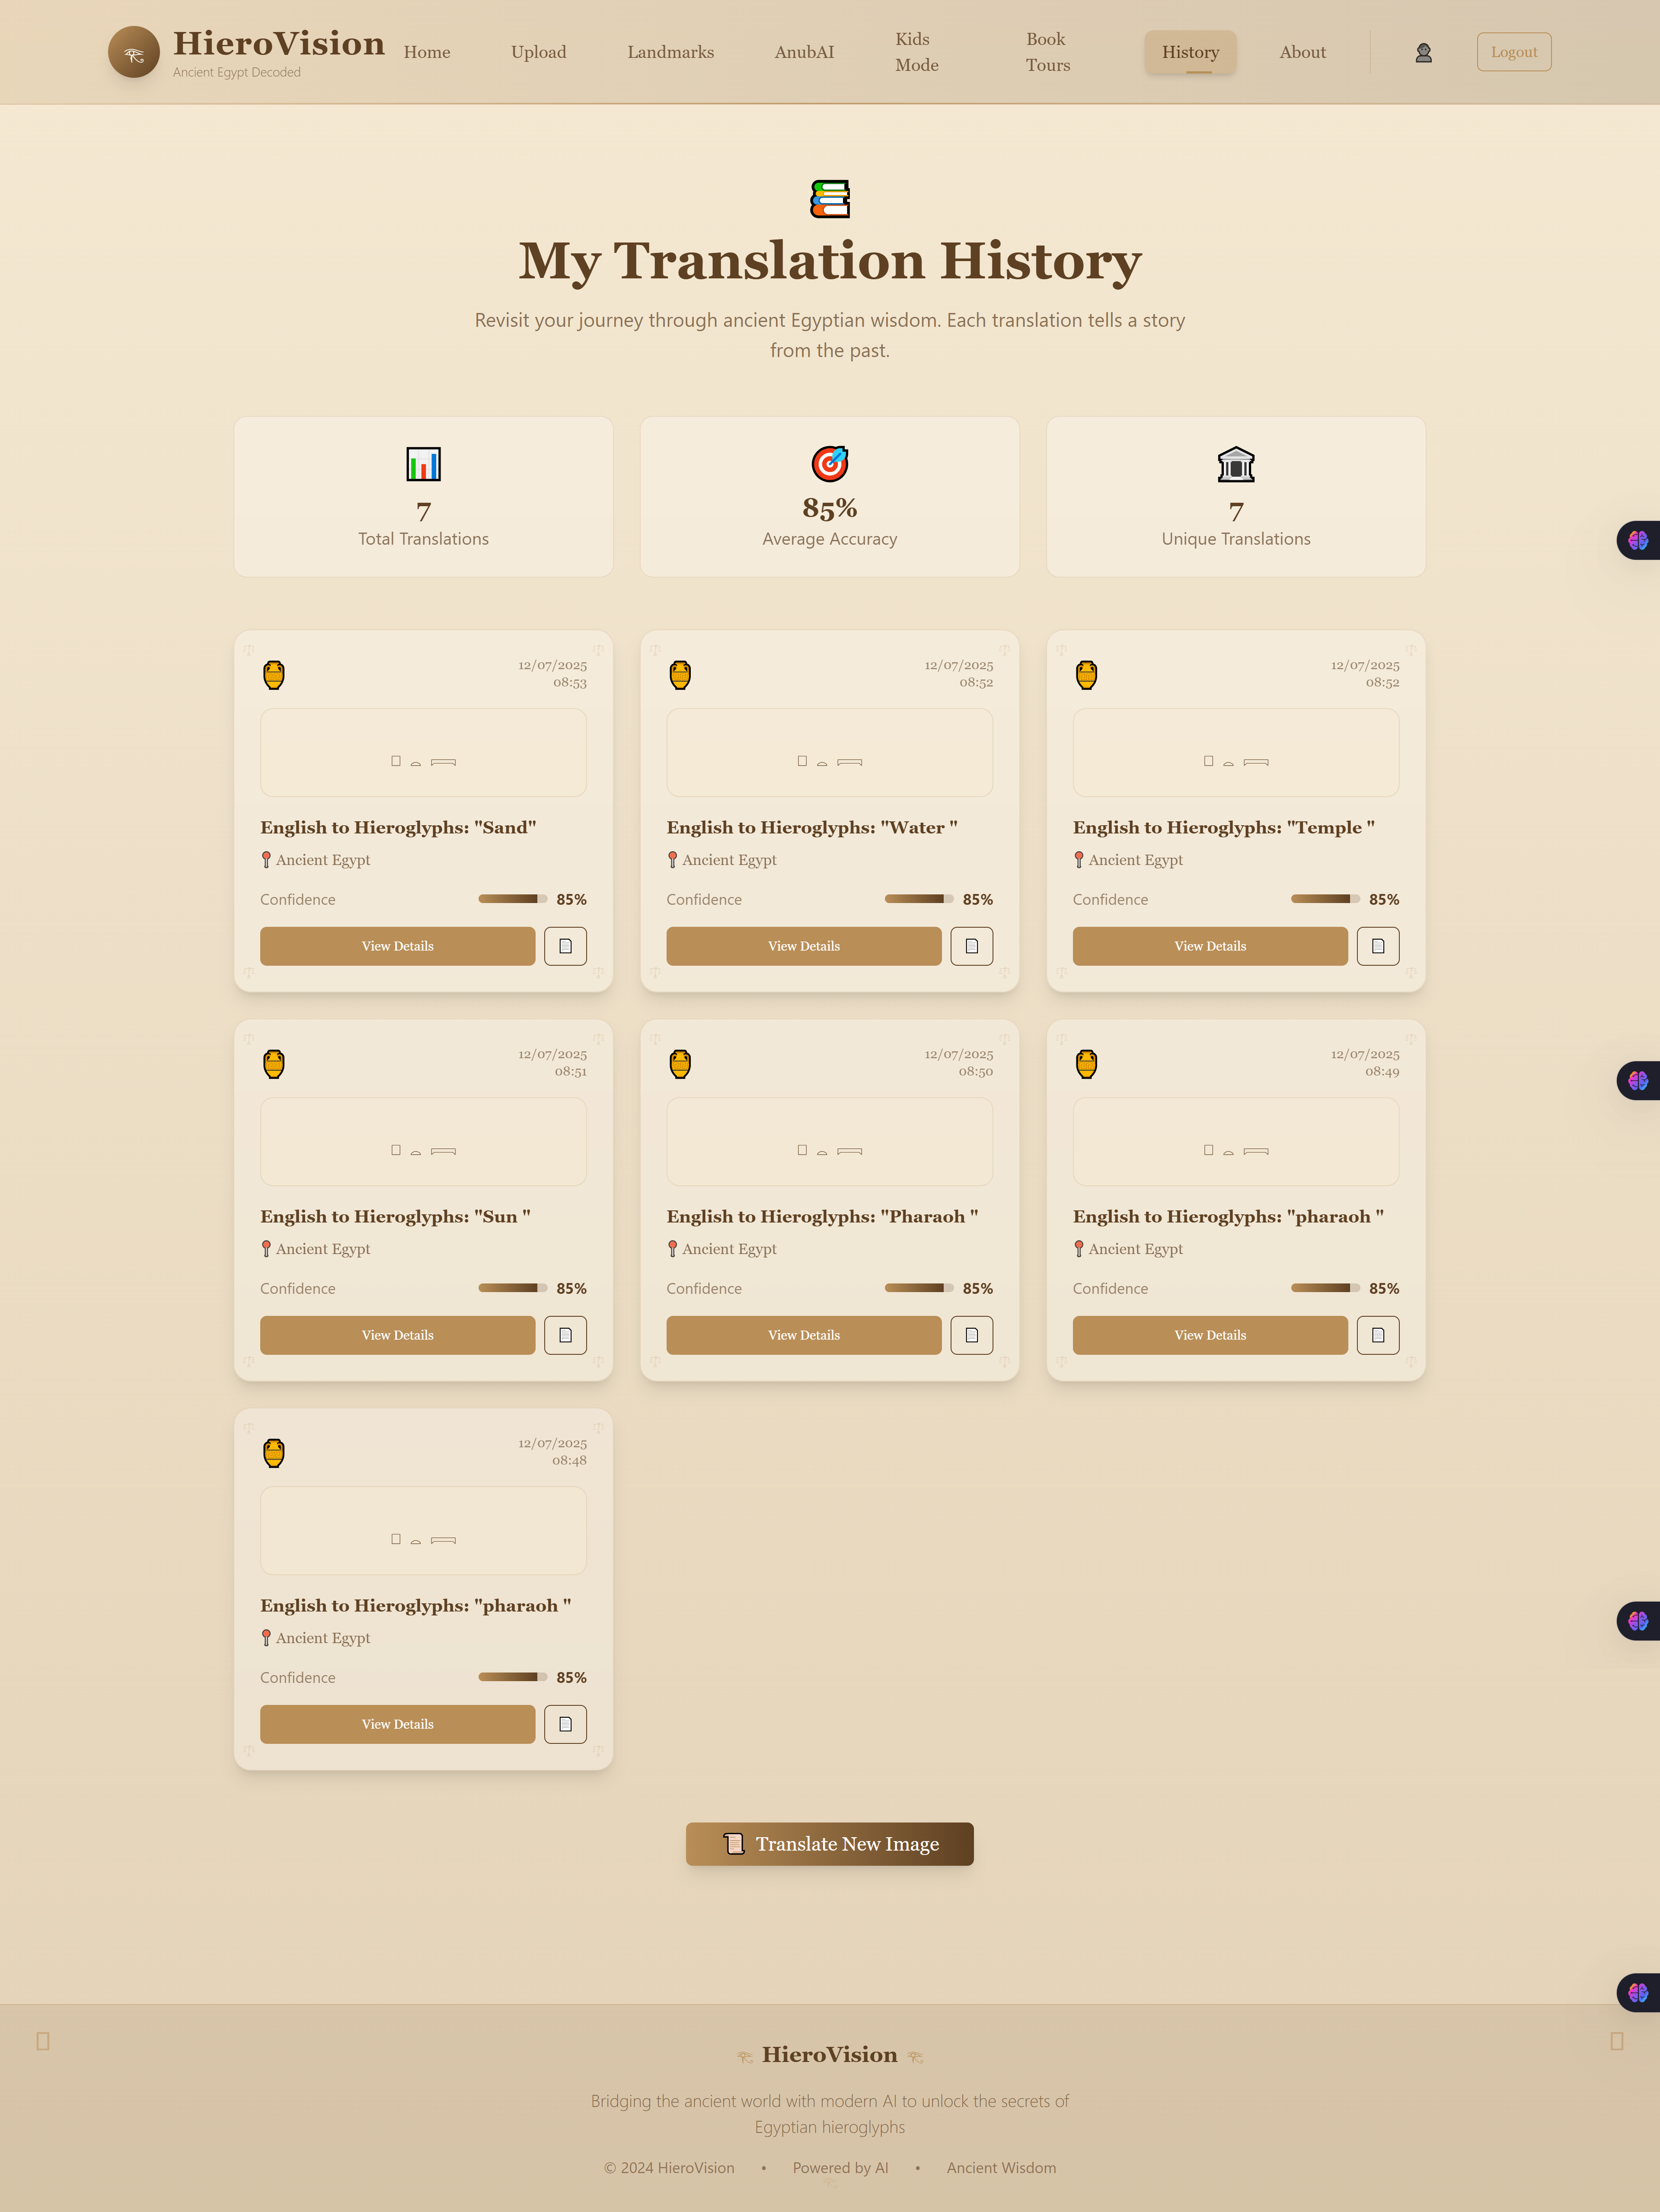 HieroVision
Ancient Egypt Decoded
Home
Upload
Landmarks
AnubAI
Kids
Mode
Book
Tours
History
About
Logout
My Translation History
Revisit your journey through ancient Egyptian wisdom. Each translation tells a story
from the past.
7
Total Translations
85%
Average Accuracy
7
Unique Translations
12/07/2025
08:53
English to Hieroglyphs: "Sand"
Ancient Egypt
Confidence 85%
View Details
12/07/2025
08:52
English to Hieroglyphs: "Water "
Ancient Egypt
Confidence 85%
View Details
12/07/2025
08:52
English to Hieroglyphs: "Temple "
Ancient Egypt
Confidence 85%
View Details
12/07/2025
08:51
English to Hieroglyphs: "Sun "
Ancient Egypt
Confidence 85%
View Details
12/07/2025
08:50
English to Hieroglyphs: "Pharaoh "
Ancient Egypt
Confidence 85%
View Details
12/07/2025
08:49
English to Hieroglyphs: "pharaoh "
Ancient Egypt
Confidence 85%
View Details
12/07/2025
08:48
English to Hieroglyphs: "pharaoh "
Ancient Egypt
Confidence 85%
View Details
Translate New Image
HieroVision
Bridging the ancient world with modern AI to unlock the secrets of
Egyptian hieroglyphs
© 2024 HieroVision • Powered by AI • Ancient Wisdom